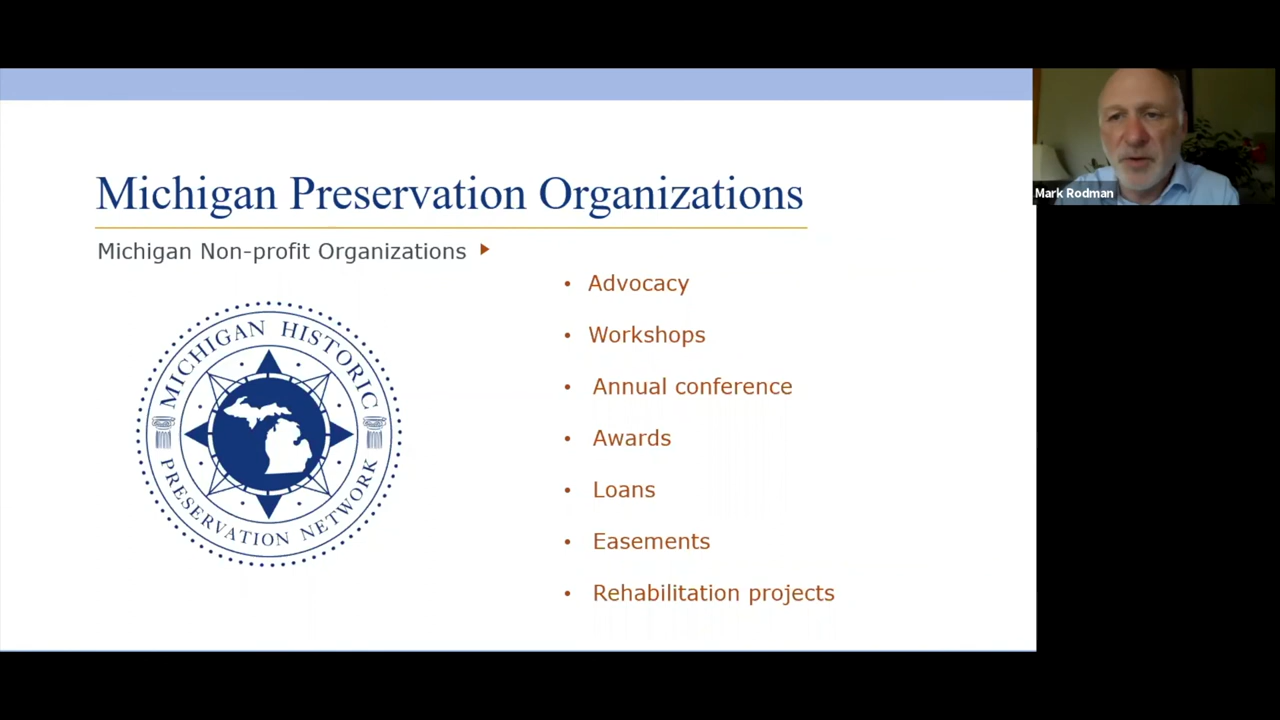 Michigan Preservation Organizations
Michigan Non-profit Organizations
MICHIGAN HISTORIC
PRESERVATION NETWORK
• Advocacy
• Workshops
• Annual conference
• Awards
• Loans
• Easements
• Rehabilitation projects
Mark Rodman